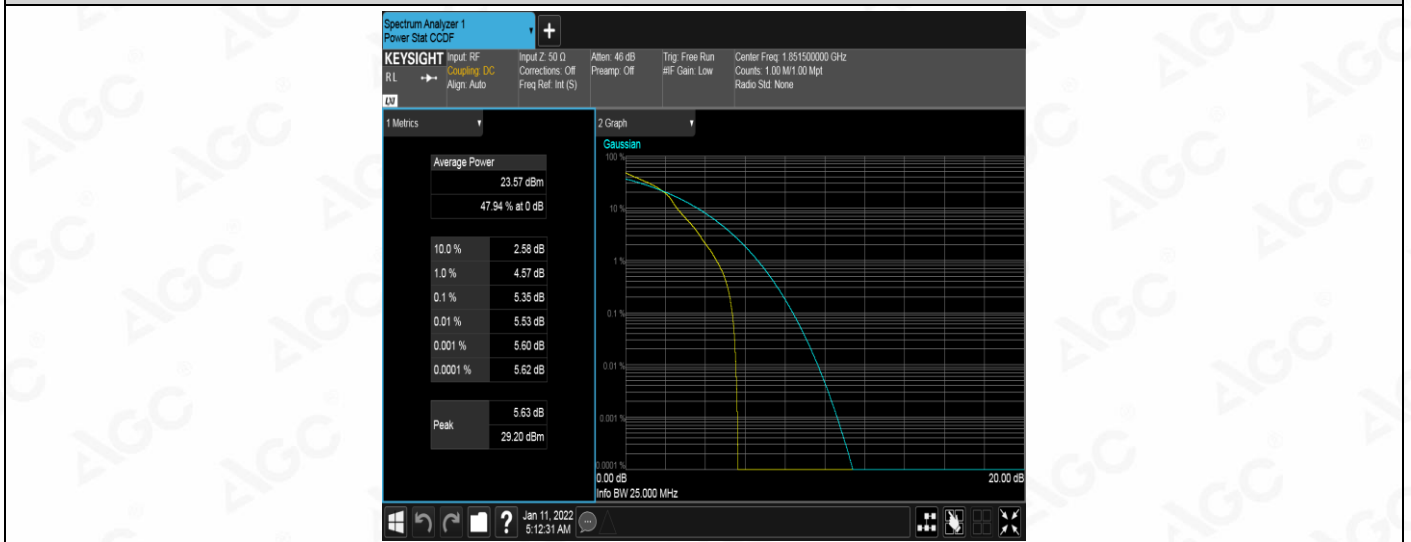 Spectrum Analyzer 1
Power Stat CCDF
+
KEYSIGHT
RL
LXI
Input: RF
Coupling: DC
Align: Auto
Input Z: 50 Ω
Corrections: Off
Freq Ref: Int (S)
Atten: 46 dB
Preamp: Off
Trig: Free Run
#IF Gain: Low
Center Freq: 1.851500000 GHz
Counts: 1.00 M/1.00 Mpt
Radio Std: None
1 Metrics
Average Power
23.57 dBm
47.94 % at 0 dB
10.0 % 2.58 dB
1.0 % 4.57 dB
0.1 % 5.35 dB
0.01 % 5.53 dB
0.001 % 5.60 dB
0.0001 % 5.62 dB
Peak
5.63 dB
29.20 dBm
2 Graph
Gaussian
100 %
10 %
1 %
0.1 %
0.01 %
0.001 %
0.0001 %
0.00 dB
20.00 dB
Info BW 25.000 MHz
?
Jan 11, 2022
5:12:31 AM
AGC